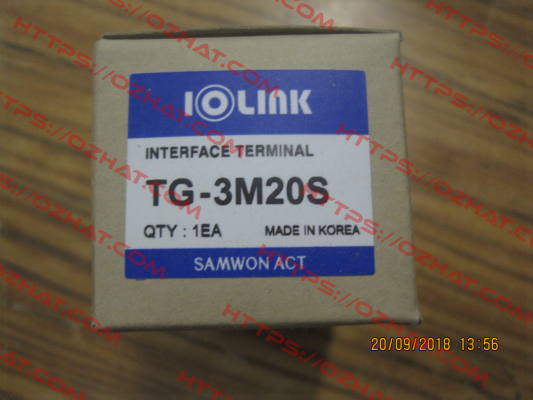 IOLINK
INTERFACE TERMINAL
TG-3M20S
QTY : 1EA MADE IN KOREA
SAMWON ACT
20/09/2018 13:56
HTTPS://OZHAT.COM